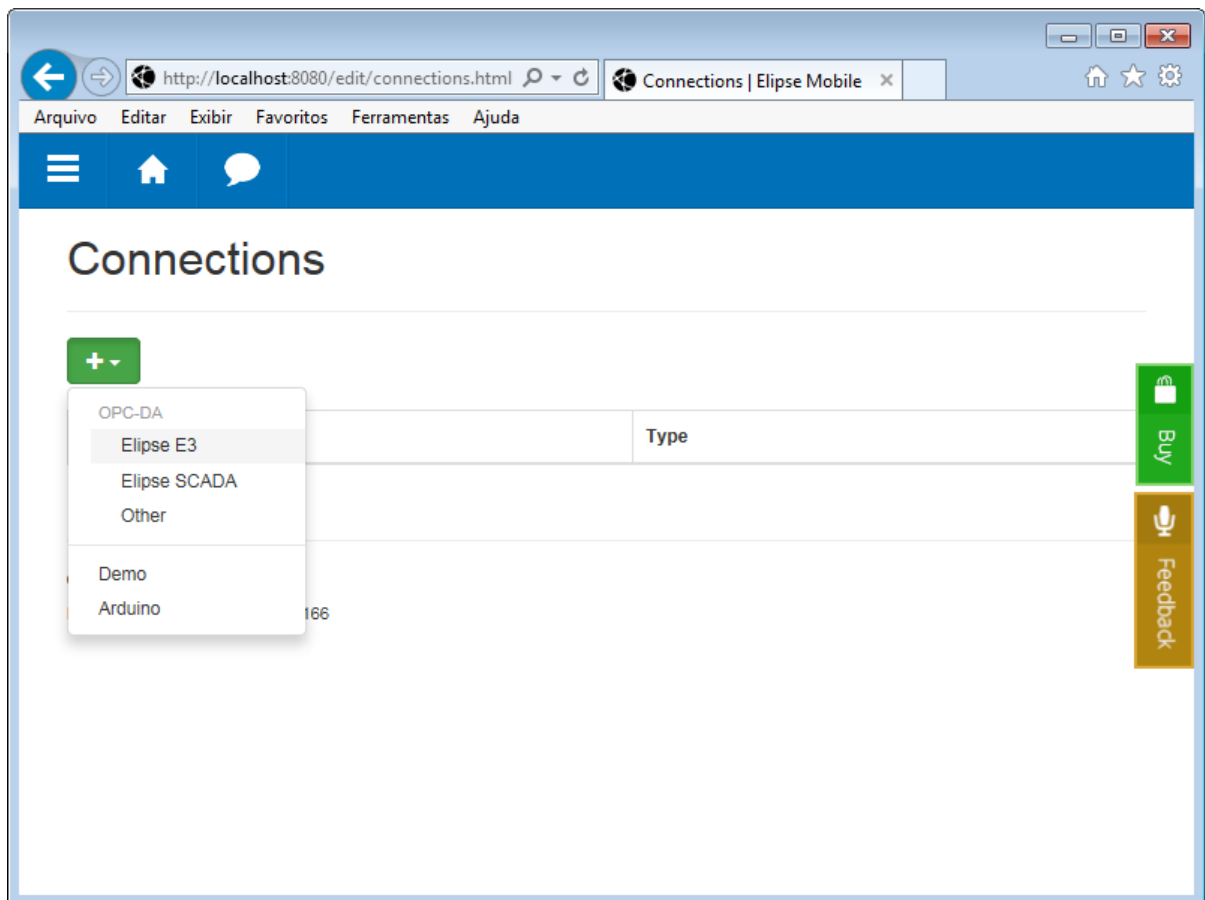 http://localhost:8080/edit/connections.html
Connections | Elipse Mobile
Arquivo Editar Exibir Favoritos Ferramentas Ajuda
Connections
OPC-DA
Elipse E3
Elipse SCADA
Other
Demo
Arduino
Type
166
Buy
Feedback